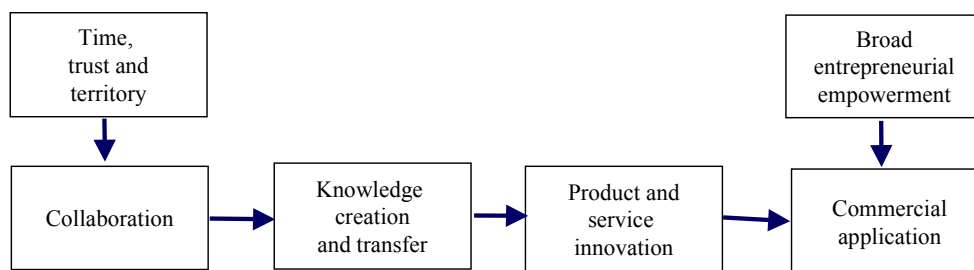 Time,
trust and
territory
Broad
entrepreneurial
empowerment
Collaboration
Knowledge
creation
and transfer
Product and
service
innovation
Commercial
application